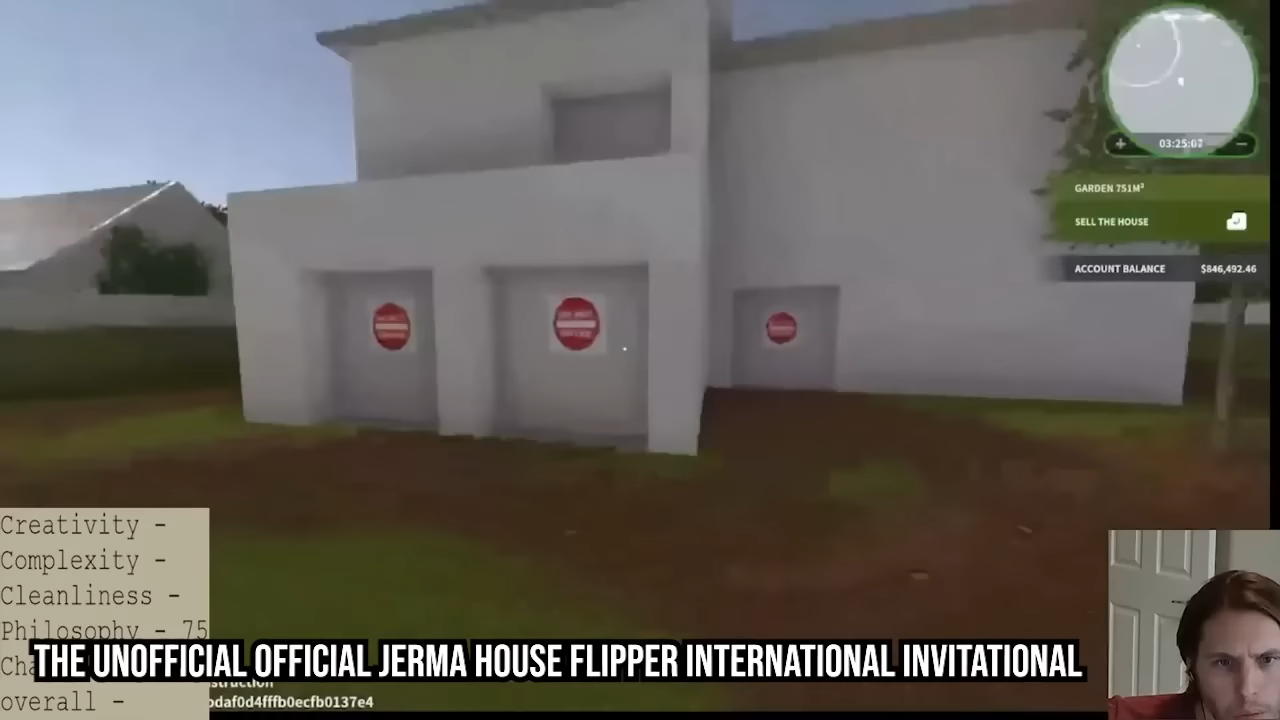 03:25:07
GARDEN 751M²
SELL THE HOUSE
ACCOUNT BALANCE $846,492.46
Creativity -
Complexity -
Cleanliness -
Philosophy - 75
THE UNOFFICIAL OFFICIAL JERMA HOUSE FLIPPER INTERNATIONAL INVITATIONAL
overall -